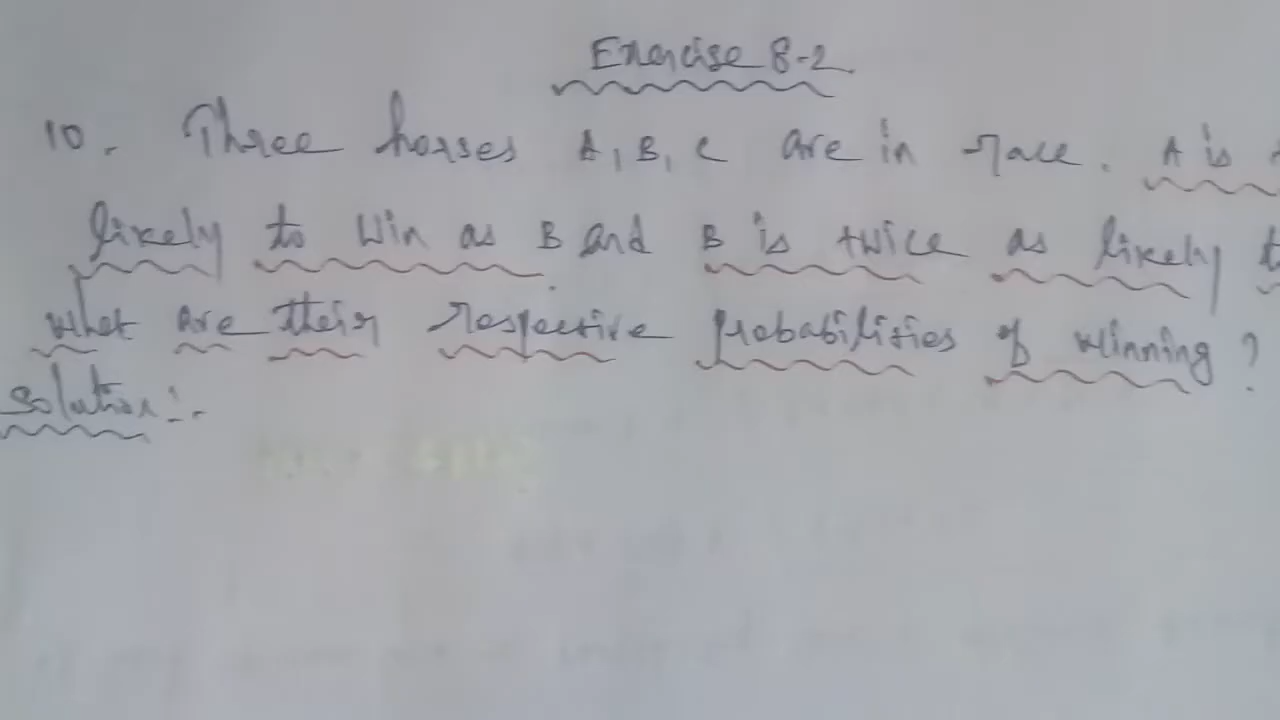 Exercise 8-2.
10. Three horses A, B, C are in race. A is
likely to win as B and B is twice as likely
what are their respective probabilities of winning?
Solution:-